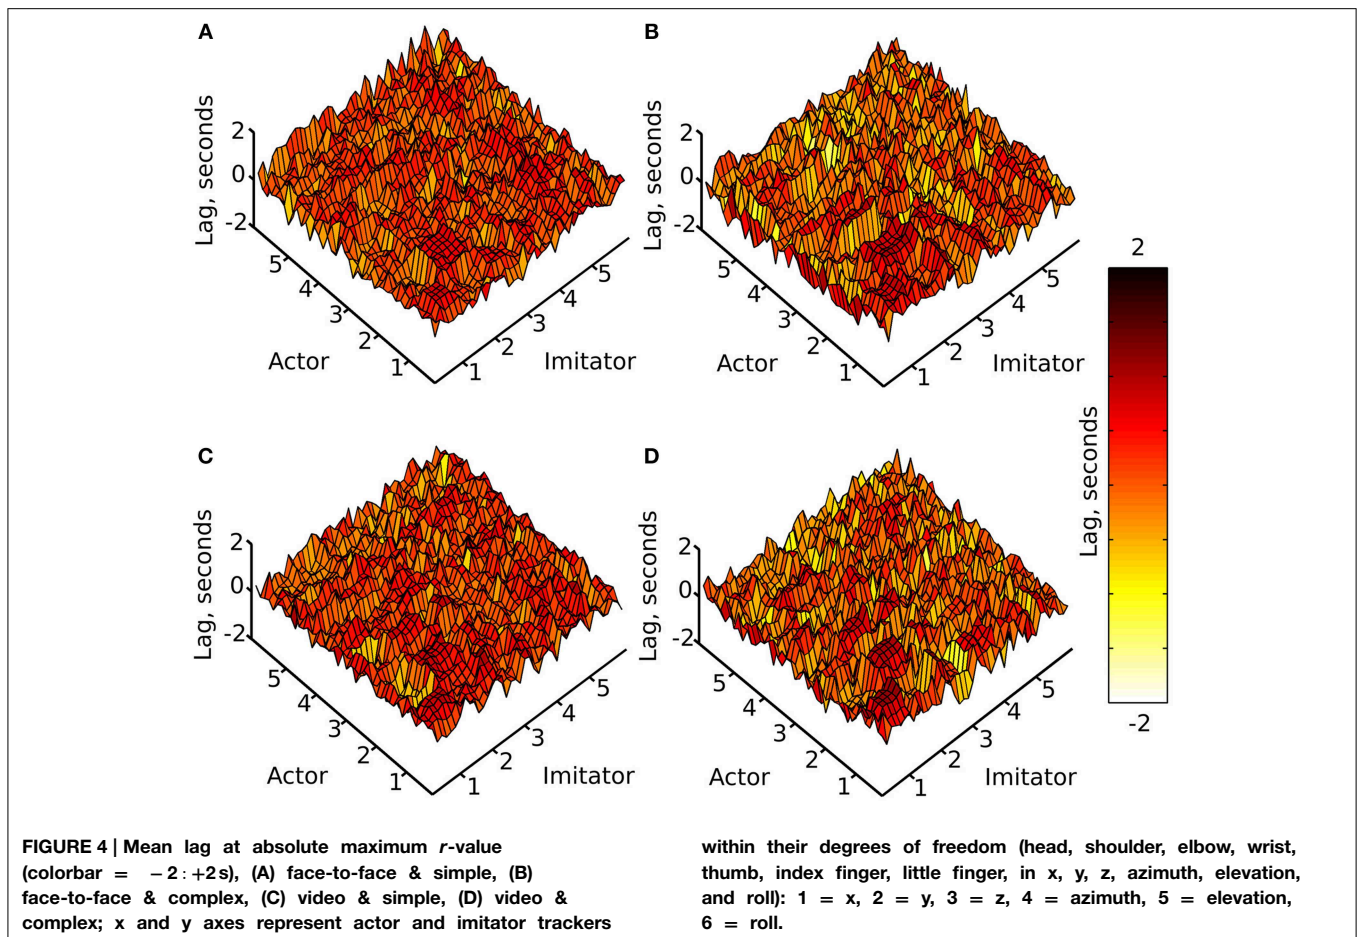 A
B
2
0
-2
Lag, seconds
5
4
3
2
1
Actor
1
2
3
4
5
Imitator
2
0
-2
Lag, seconds
5
4
3
2
1
Actor
1
2
3
4
5
Imitator
2
Lag, seconds
-2
C
D
2
0
-2
Lag, seconds
5
4
3
2
1
Actor
1
2
3
4
5
Imitator
2
0
-2
Lag, seconds
5
4
3
2
1
Actor
1
2
3
4
5
Imitator
FIGURE 4 | Mean lag at absolute maximum r-value
(colorbar = −2 : +2 s), (A) face-to-face & simple, (B)
face-to-face & complex, (C) video & simple, (D) video &
complex; x and y axes represent actor and imitator trackers
within their degrees of freedom (head, shoulder, elbow, wrist,
thumb, index finger, little finger, in x, y, z, azimuth, elevation,
and roll): 1 = x, 2 = y, 3 = z, 4 = azimuth, 5 = elevation,
6 = roll.